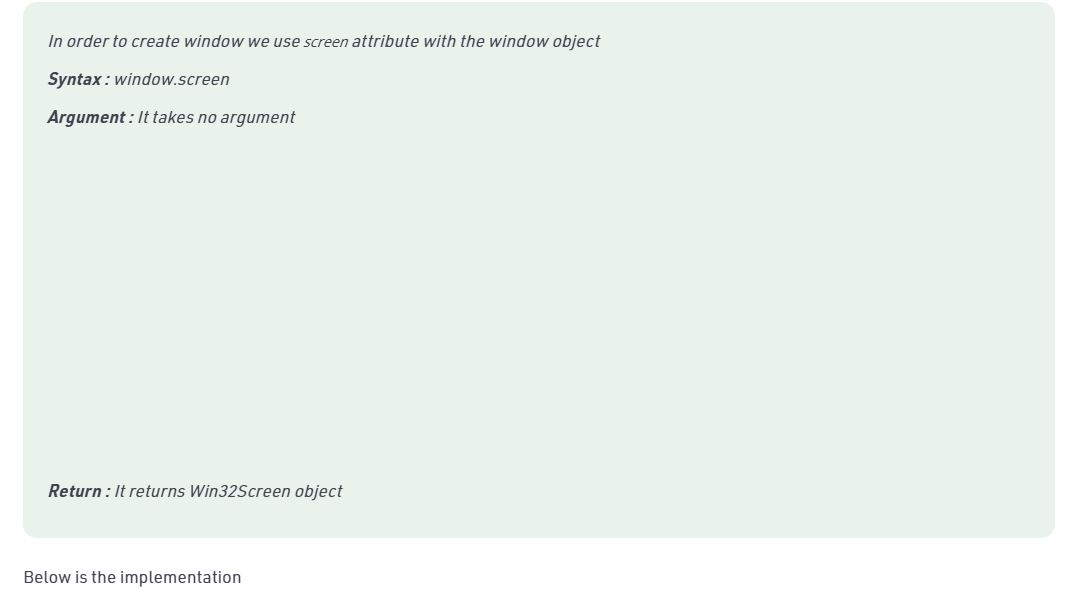 In order to create window we use screen attribute with the window object
Syntax : window.screen
Argument : It takes no argument
Return : It returns Win32Screen object
Below is the implementation